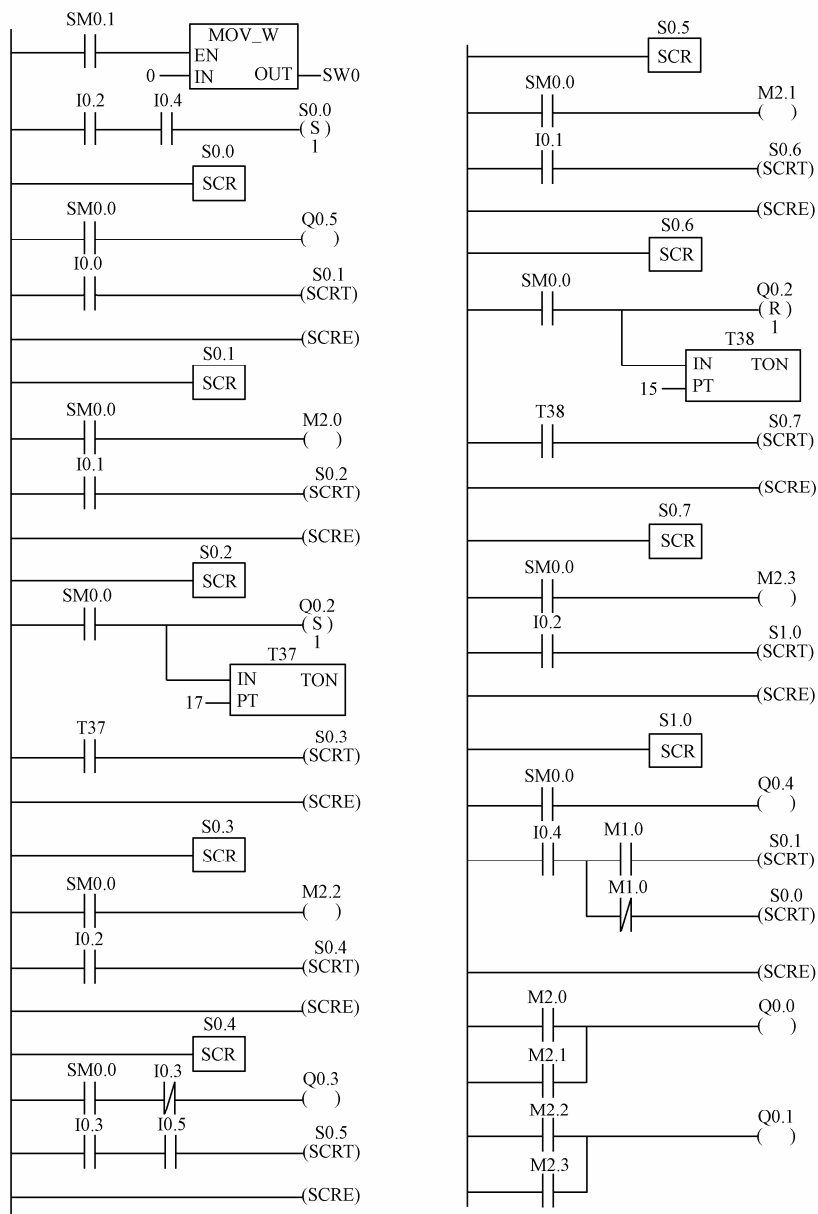 SM0.1
MOV_W
EN
0 IN OUT SW0
I0.2 I0.4 S0.0
( S )
1
S0.0
SCR
SM0.0 Q0.5
( )
I0.0 S0.1
(SCRT)
(SCRE)
S0.1
SCR
SM0.0 M2.0
( )
I0.1 S0.2
(SCRT)
(SCRE)
S0.2
SCR
SM0.0 Q0.2
( S )
1
T37
IN TON
17 PT
T37 S0.3
(SCRT)
(SCRE)
S0.3
SCR
SM0.0 M2.2
( )
I0.2 S0.4
(SCRT)
(SCRE)
S0.4
SCR
SM0.0 I0.3 Q0.3
( )
I0.3 I0.5 S0.5
(SCRT)
(SCRE)
S0.5
SCR
SM0.0 M2.1
( )
I0.1 S0.6
(SCRT)
(SCRE)
S0.6
SCR
SM0.0 Q0.2
( R )
1
T38
IN TON
15 PT
T38 S0.7
(SCRT)
(SCRE)
S0.7
SCR
SM0.0 M2.3
( )
I0.2 S1.0
(SCRT)
(SCRE)
S1.0
SCR
SM0.0 Q0.4
( )
I0.4 M1.0 S0.1
(SCRT)
M1.0 S0.0
(SCRT)
(SCRE)
M2.0 Q0.0
( )
M2.1
M2.2 Q0.1
( )
M2.3